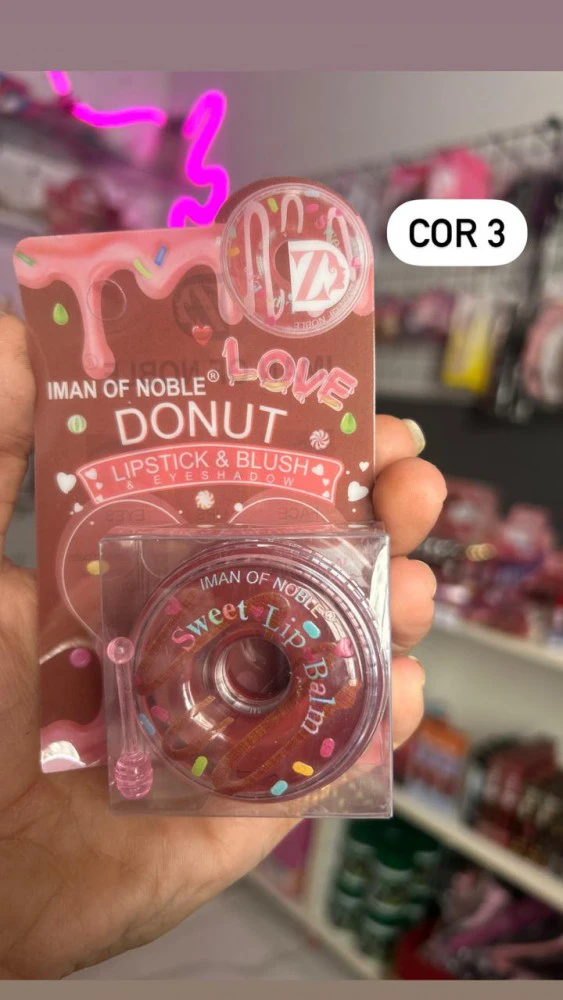 COR 3
LOVE
IMAN OF NOBLE®
DONUT
LIPSTICK & BLUSH
& EYESHADOW
IMAN OF NOBLE®
Sweet Lip Balm